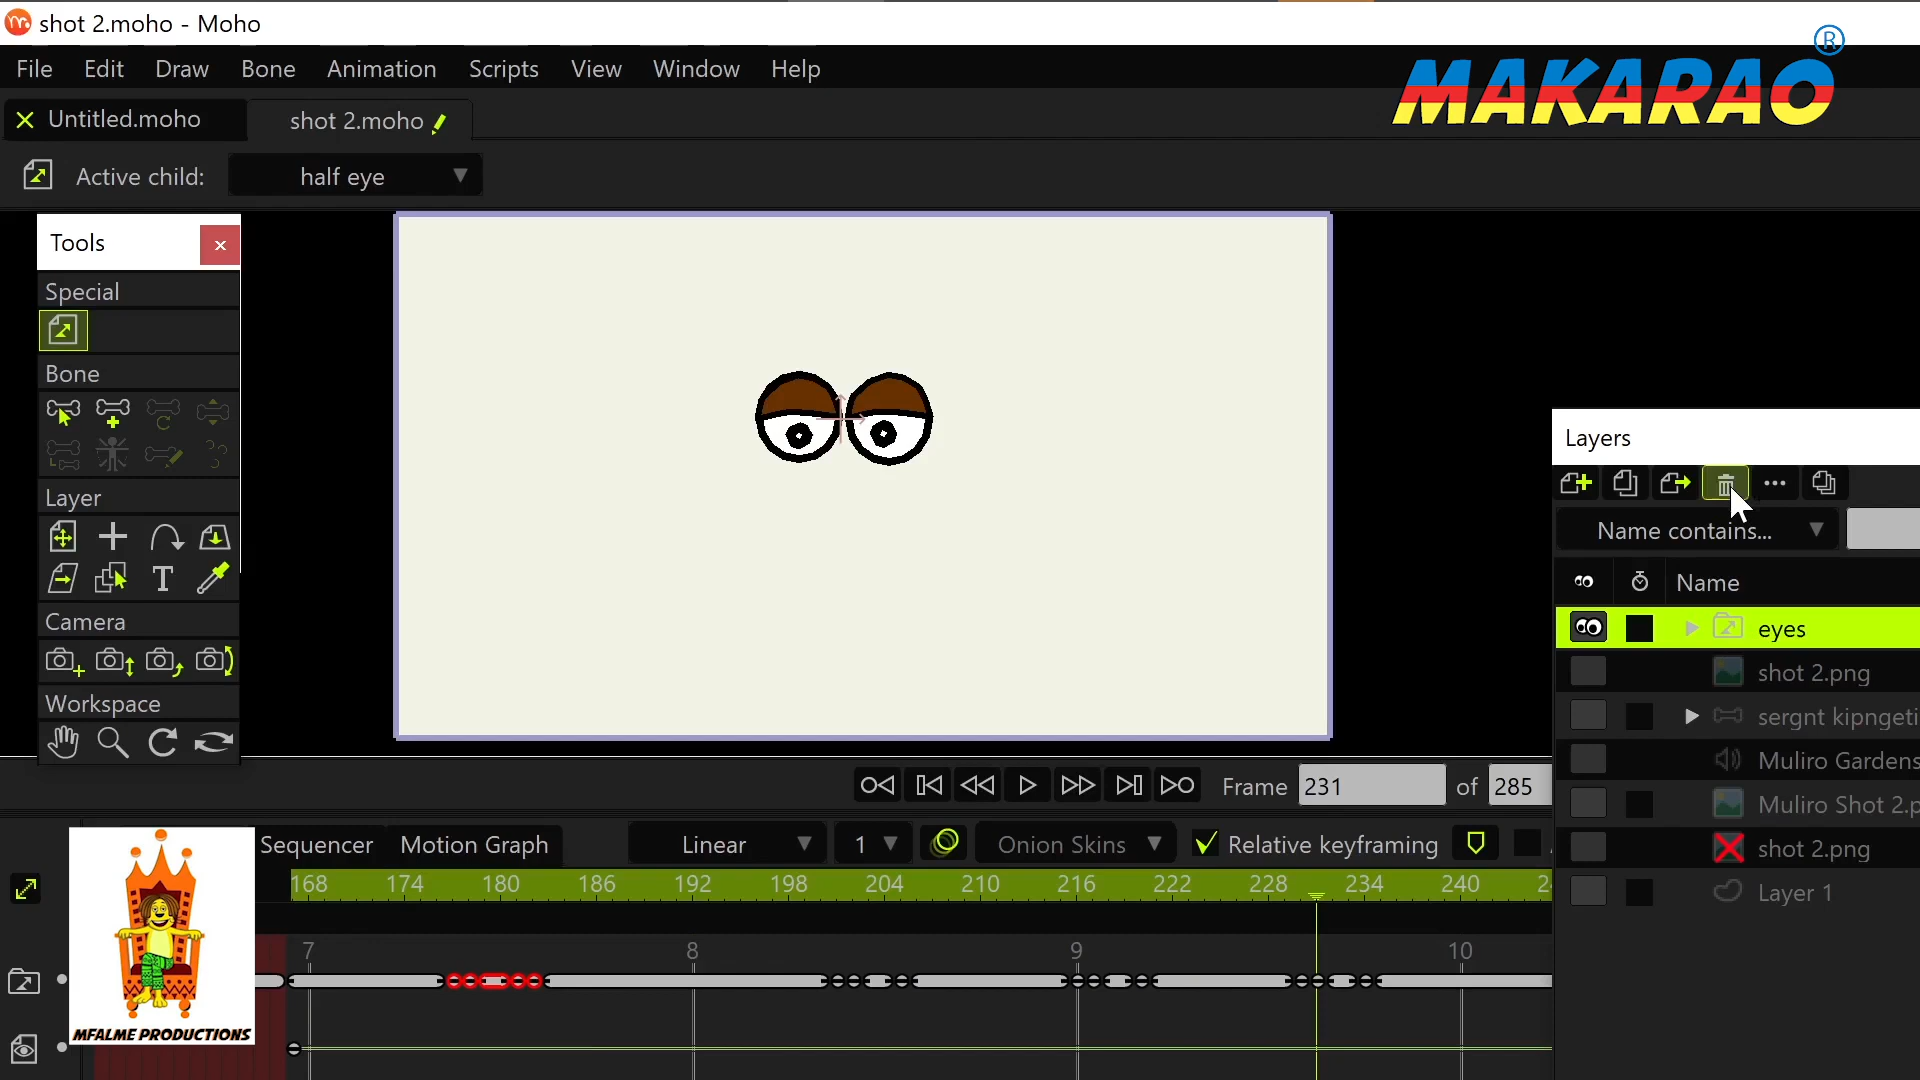 shot 2.moho - Moho
®
MAKARAO
File Edit Draw Bone Animation Scripts View Window Help
Untitled.moho shot 2.moho
Active child: half eye
Tools
Special
Bone
Layer
T
Camera
Workspace
Layers
Name contains...
Name
eyes
shot 2.png
sergnt kipngeti
Muliro Gardens
Muliro Shot 2.p
shot 2.png
Layer 1
Frame 231 of 285
Sequencer Motion Graph Linear 1 Onion Skins Relative keyframing
168 174 180 186 192 198 204 210 216 222 228 234 240
7 8 9 10
MFALME PRODUCTIONS